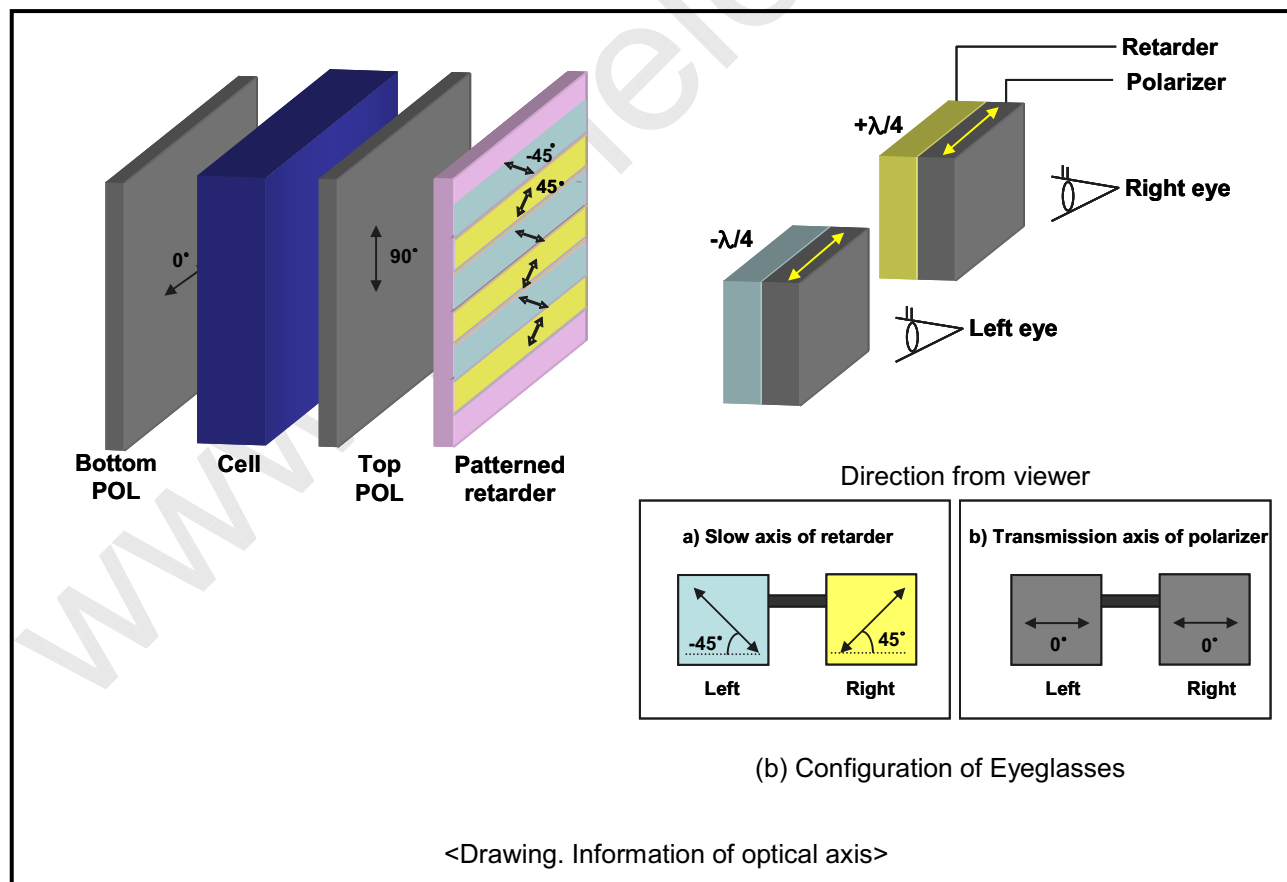 Retarder
Polarizer
+λ/4
-45°
45°
Right eye
-λ/4
0°
90°
Left eye
Bottom
POL
Cell
Top
POL
Patterned
retarder
Direction from viewer
a) Slow axis of retarder
-45°
45°
Left
Right
b) Transmission axis of polarizer
0°
0°
Left
Right
(b) Configuration of Eyeglasses
<Drawing. Information of optical axis>